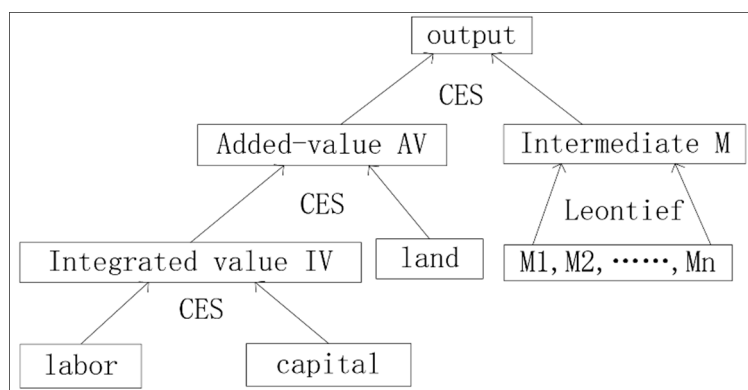 output
CES
Added-value AV
Intermediate M
CES
Leontief
Integrated value IV
land
M1, M2, ……, Mn
CES
labor
capital